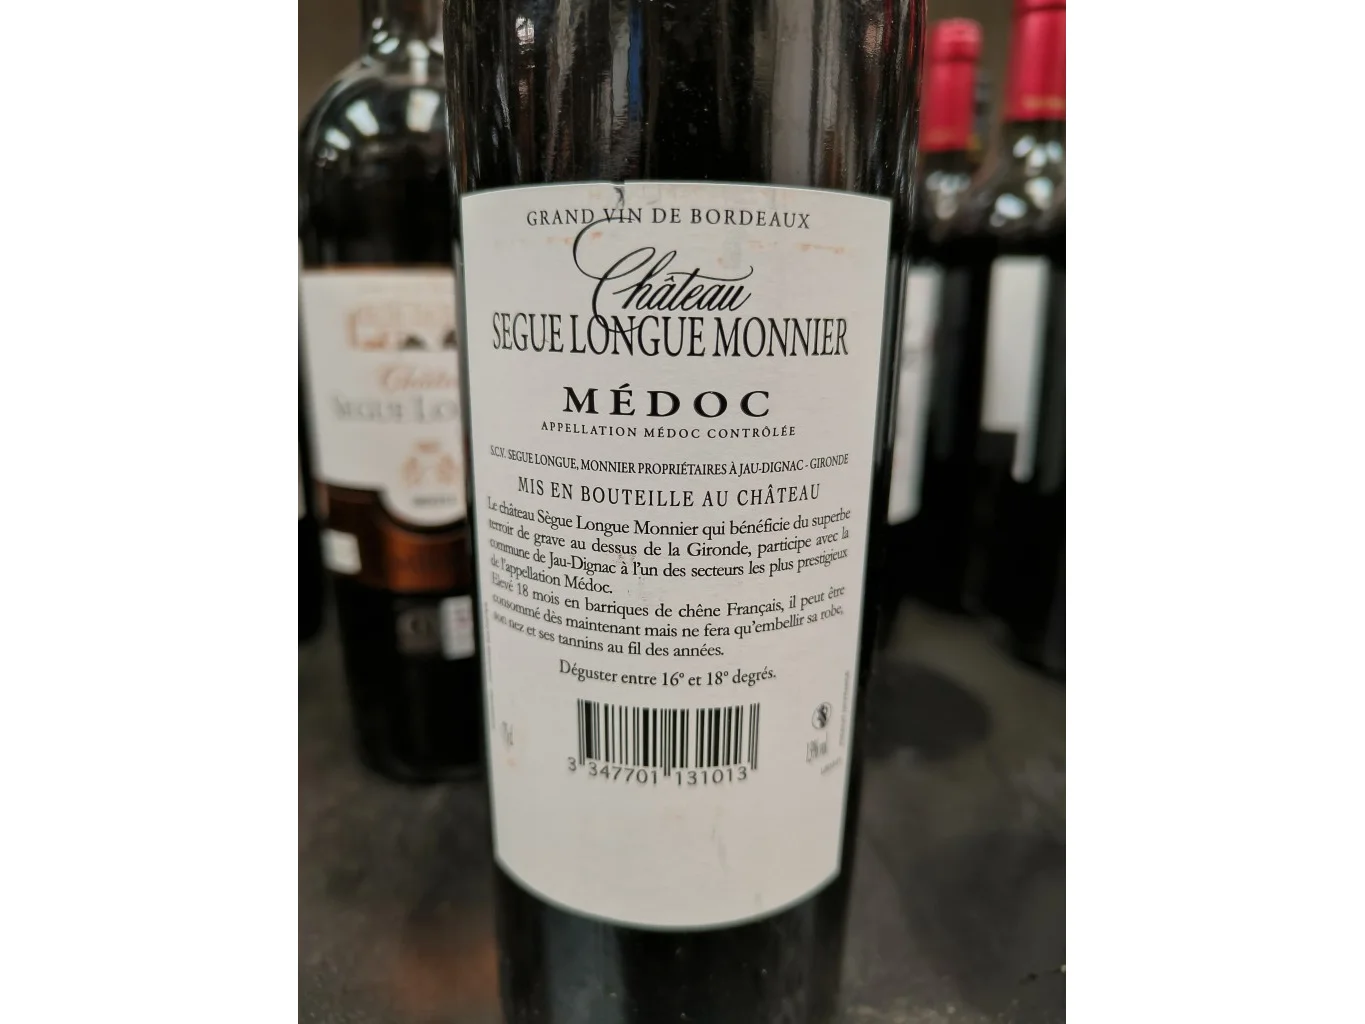 GRAND VIN DE BORDEAUX
Château
SEGUE LONGUE MONNIER
MÉDOC
APPELLATION MÉDOC CONTRÔLÉE
S.C.V. SEGUE LONGUE, MONNIER PROPRIÉTAIRES À JAU-DIGNAC - GIRONDE
MIS EN BOUTEILLE AU CHÂTEAU
Le château Sègue Longue Monnier qui bénéficie du superbe
terroir de grave au dessus de la Gironde, participe avec la
commune de Jau-Dignac à l'un des secteurs les plus prestigieux
de l'appellation Médoc.
Elevé 18 mois en barriques de chêne Français, il peut être
consommé dès maintenant mais ne fera qu'embellir sa robe,
son nez et ses tannins au fil des années.
Déguster entre 16° et 18° degrés.
3 347701 131013
Château
SEGUE LO